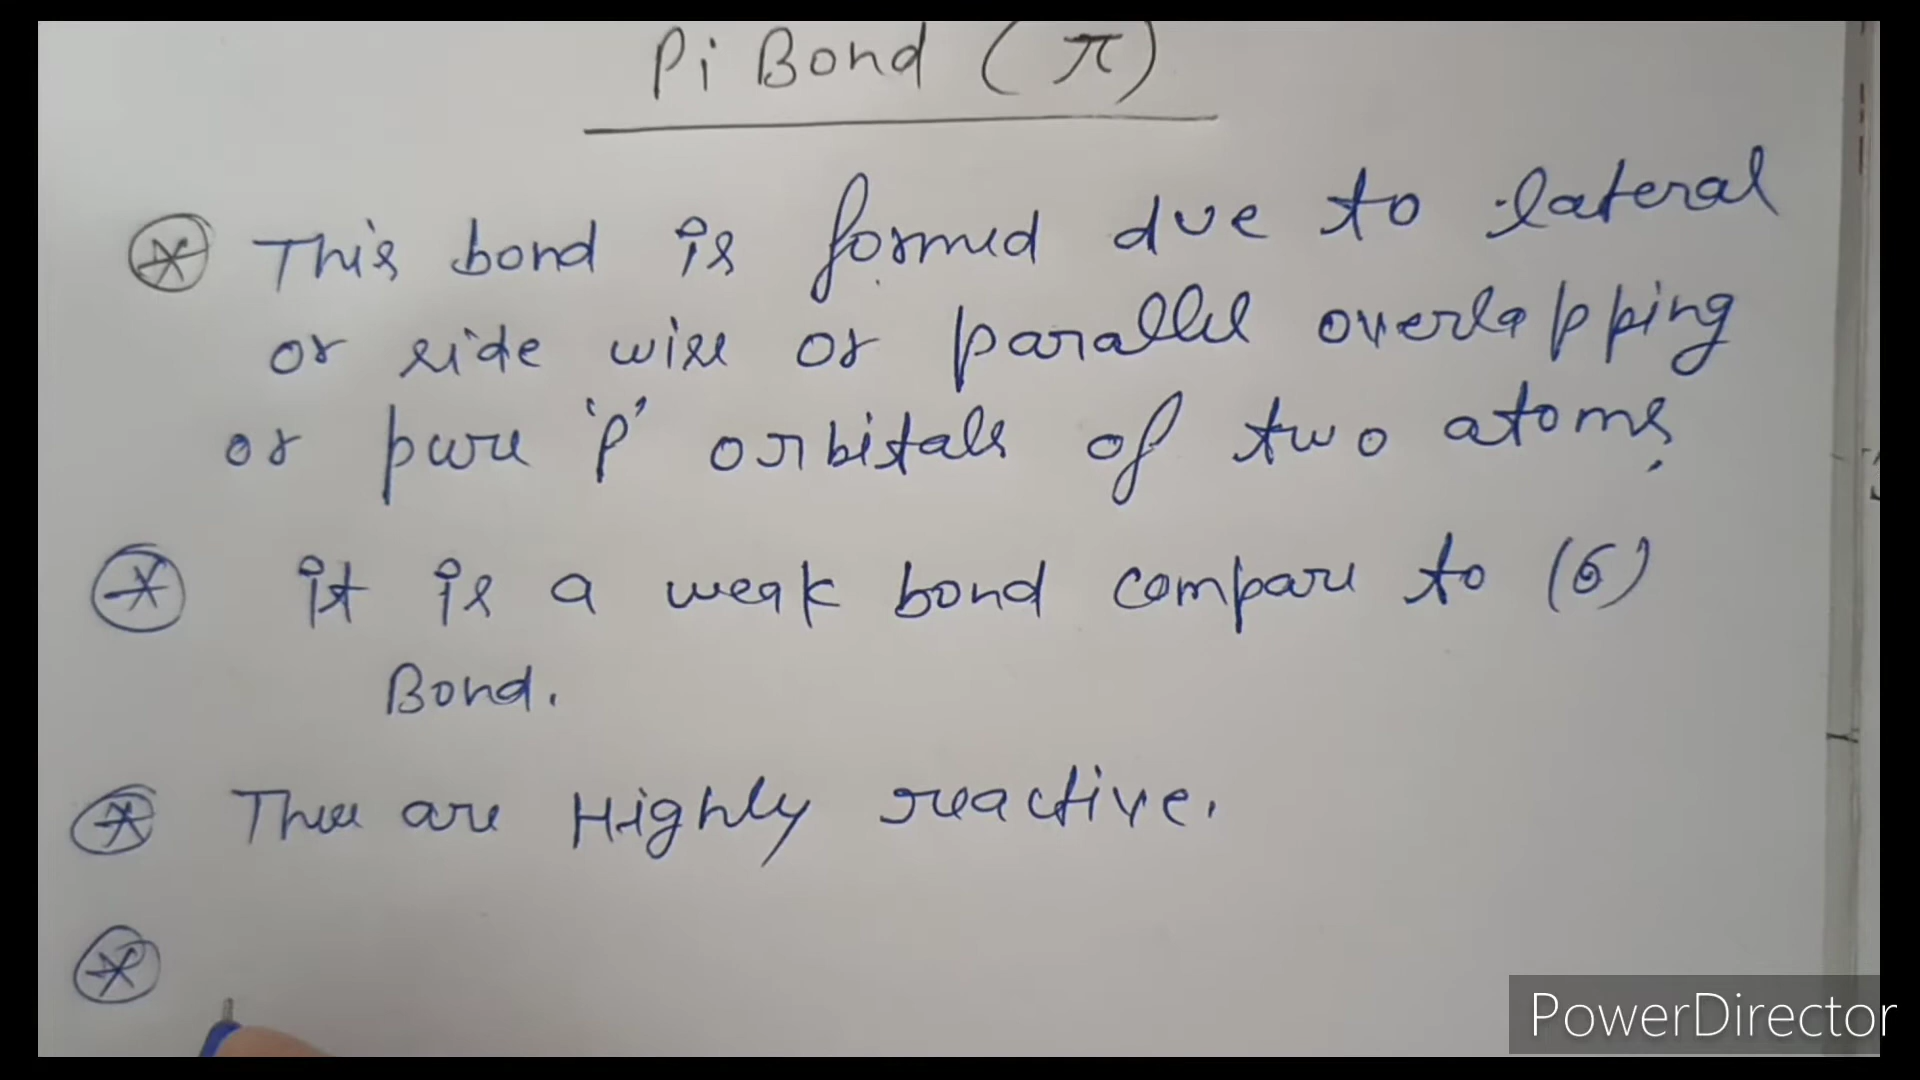 Pi Bond (π)
This bond is formed due to lateral
or side wise or parallel overlapping
or pure 'p' orbitals of two atoms.
it is a weak bond compare to (σ)
Bond.
These are Highly reactive.
PowerDirector